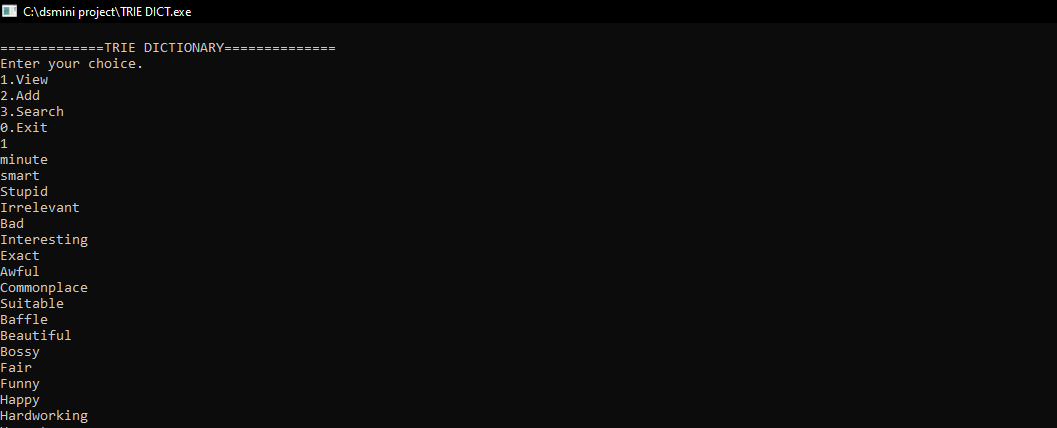 C:\dsmini project\TRIE DICT.exe
=============TRIE DICTIONARY==============
Enter your choice.
1.View
2.Add
3.Search
0.Exit
1
minute
smart
Stupid
Irrelevant
Bad
Interesting
Exact
Awful
Commonplace
Suitable
Baffle
Beautiful
Bossy
Fair
Funny
Happy
Hardworking